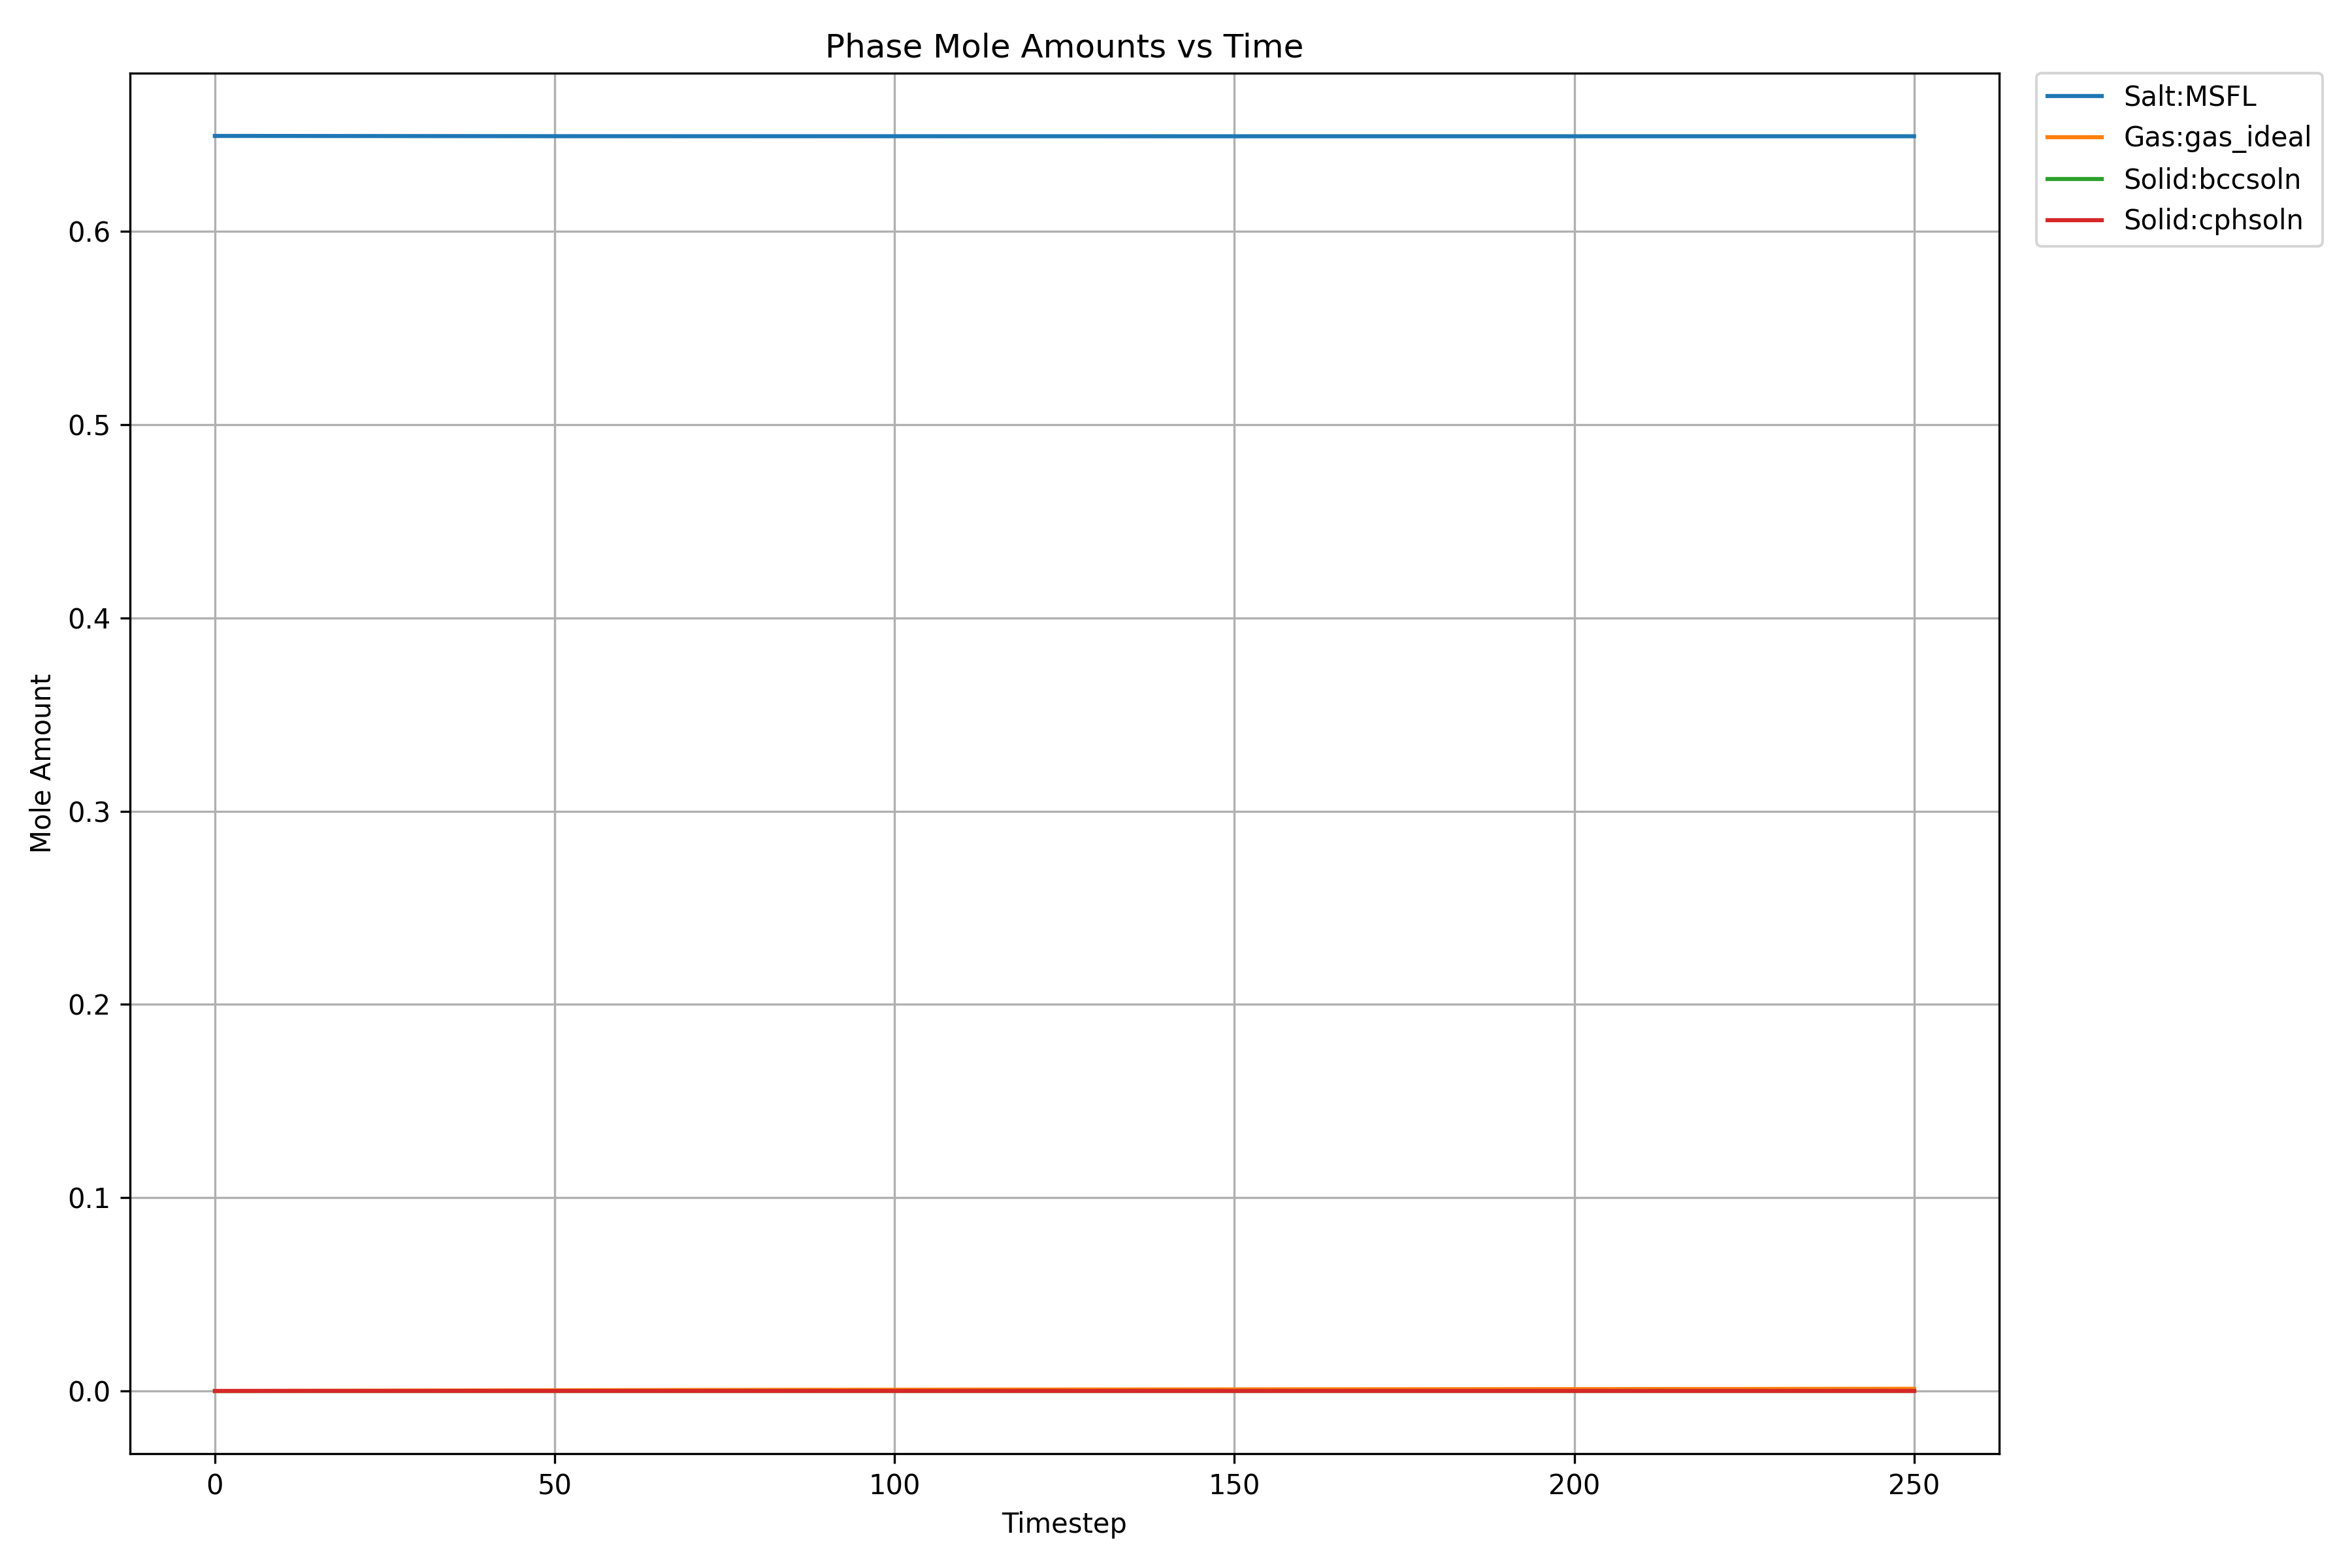 Phase Mole Amounts vs Time
Salt:MSFL
Gas:gas_ideal
Solid:bccsoln
Solid:cphsoln
Mole Amount
0.6
0.5
0.4
0.3
0.2
0.1
0.0
0 50 100 150 200 250
Timestep